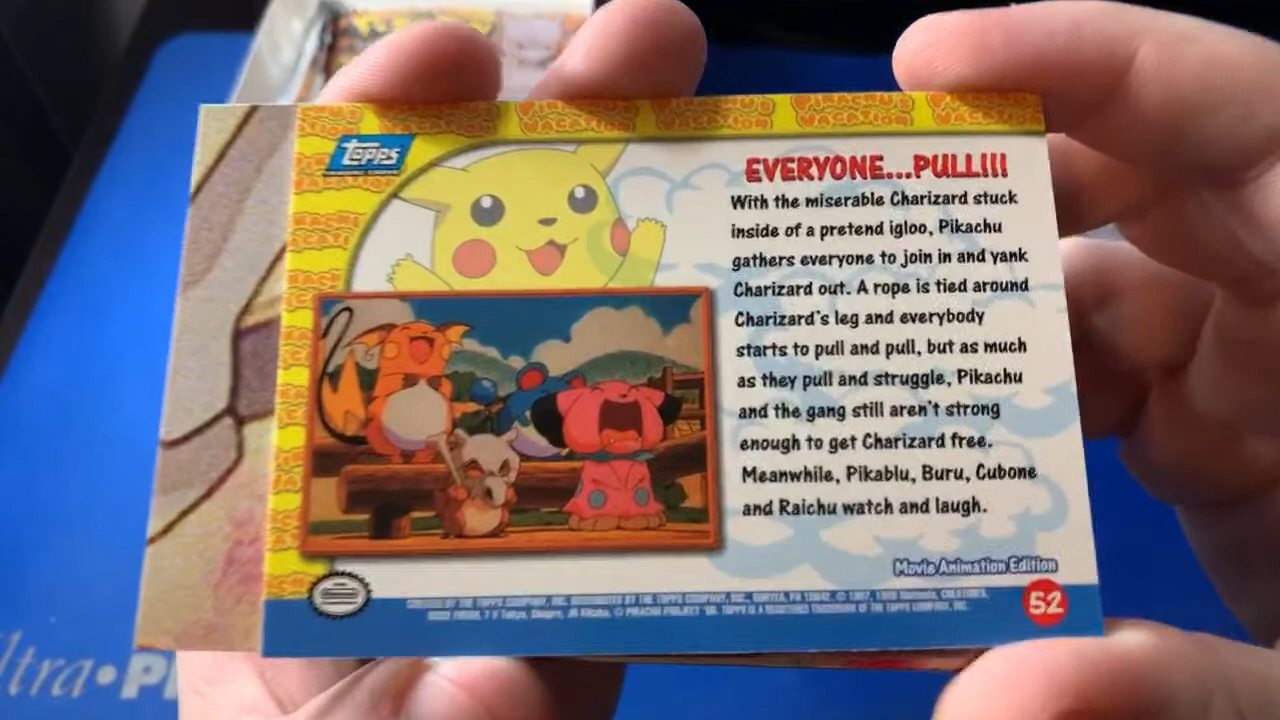 PIKACHU'S VACATION
TOPPS
EVERYONE...PULL!!!
With the miserable Charizard stuck
inside of a pretend igloo, Pikachu
gathers everyone to join in and yank
Charizard out. A rope is tied around
Charizard's leg and everybody
starts to pull and pull, but as much
as they pull and struggle, Pikachu
and the gang still aren't strong
enough to get Charizard free.
Meanwhile, Pikablu, Buru, Cubone
and Raichu watch and laugh.
Movie Animation Edition
52
ltra•P